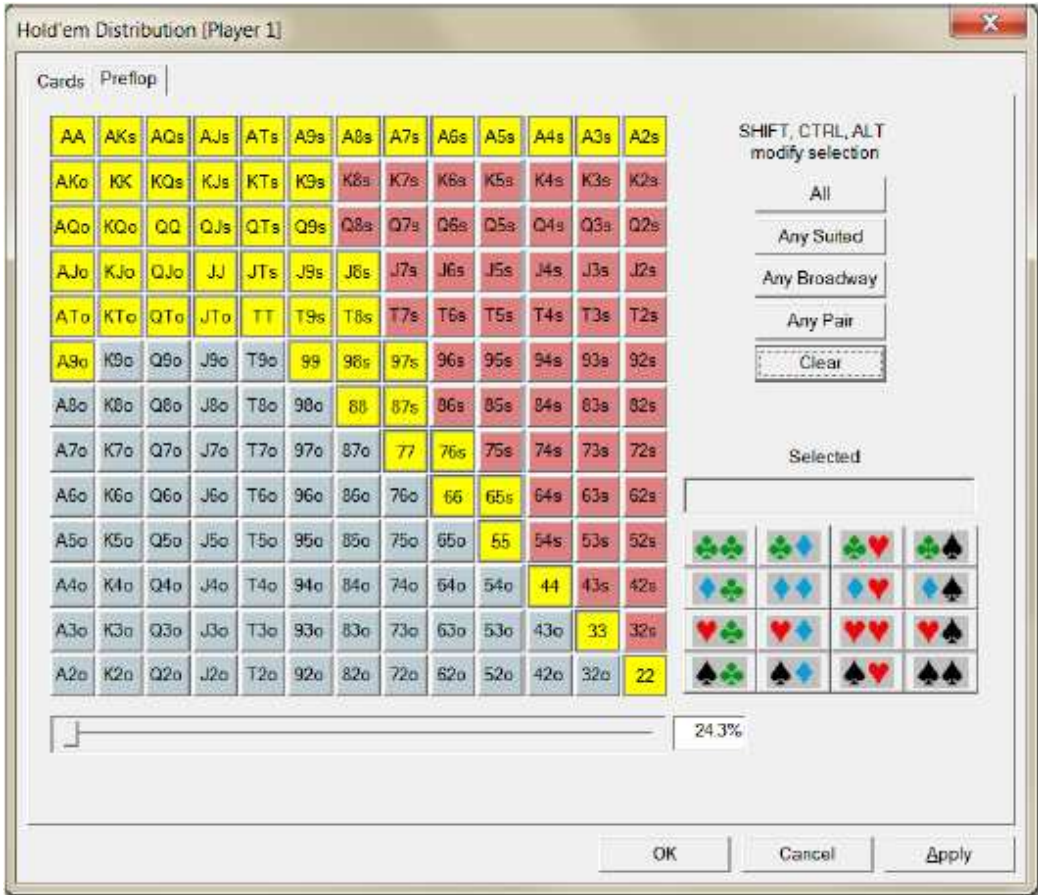 Hold'em Distribution [Player 1]
Cards Preflop
AA AKs AQs AJs ATs A9s A8s A7s A6s A5s A4s A3s A2s
AKo KK KQs KJs KTs K9s K8s K7s K6s K5s K4s K3s K2s
AQo KQo QQ QJs QTs Q9s Q8s Q7s Q6s Q5s Q4s Q3s Q2s
AJo KJo QJo JJ JTs J9s J8s J7s J6s J5s J4s J3s J2s
ATo KTo QTo JTo TT T9s T8s T7s T6s T5s T4s T3s T2s
A9o K9o Q9o J9o T9o 99 98s 97s 96s 95s 94s 93s 92s
A8o K8o Q8o J8o T8o 98o 88 87s 86s 85s 84s 83s 82s
A7o K7o Q7o J7o T7o 97o 87o 77 76s 75s 74s 73s 72s
A6o K6o Q6o J6o T6o 96o 86o 76o 66 65s 64s 63s 62s
A5o K5o Q5o J5o T5o 95o 85o 75o 65o 55 54s 53s 52s
A4o K4o Q4o J4o T4o 94o 84o 74o 64o 54o 44 43s 42s
A3o K3o Q3o J3o T3o 93o 83o 73o 63o 53o 43o 33 32s
A2o K2o Q2o J2o T2o 92o 82o 72o 62o 52o 42o 32o 22
24.3%
SHIFT, CTRL, ALT
modify selection
All
Any Suited
Any Broadway
Any Pair
Clear
Selected
OK Cancel Apply